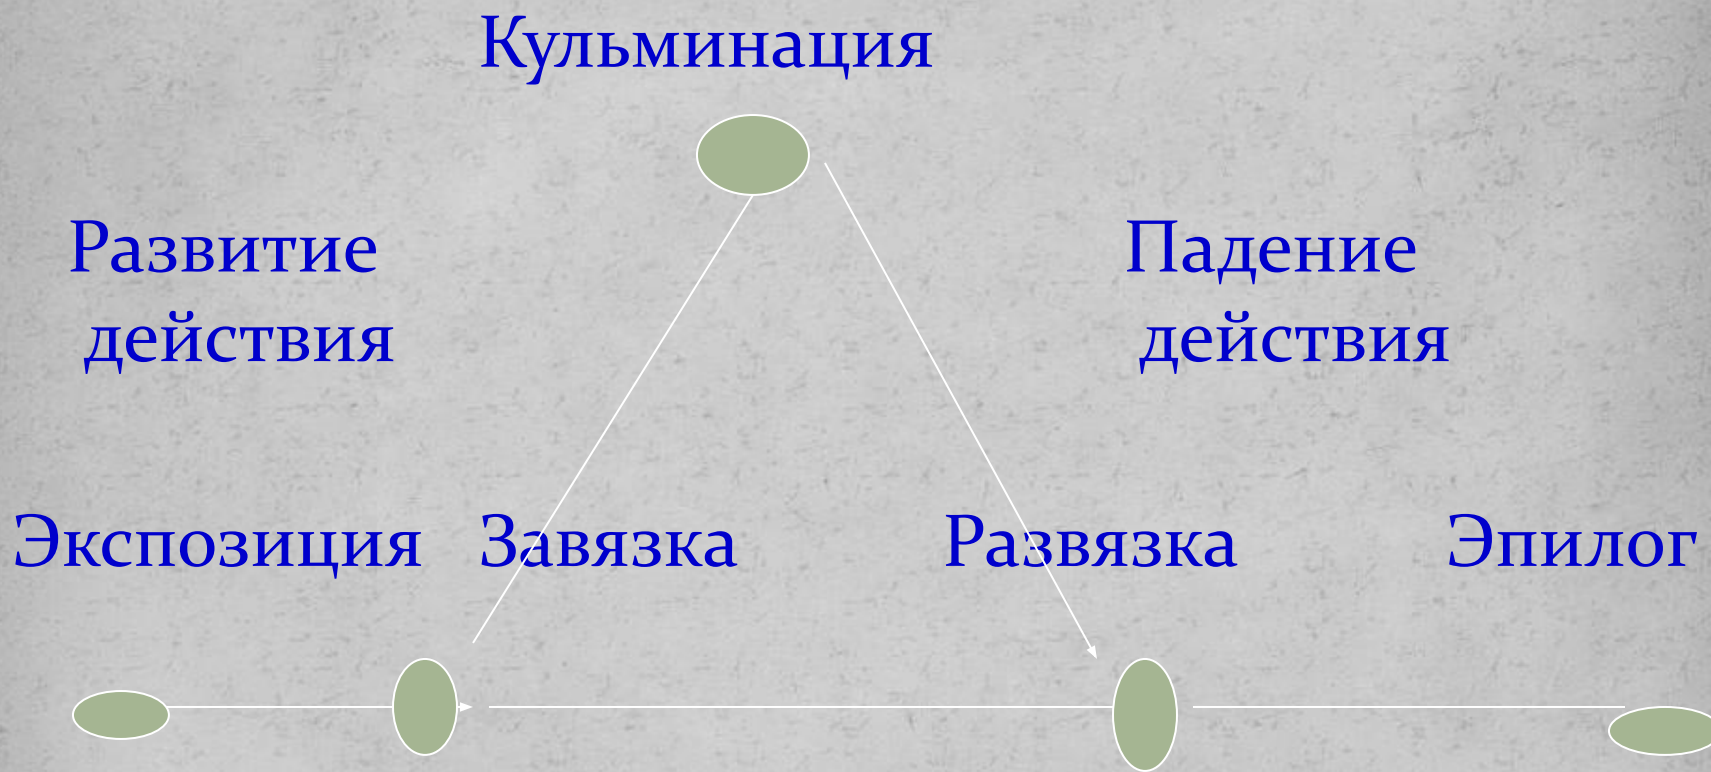 Кульминация
Развитие
действия
Падение
действия
Экспозиция
Завязка
Развязка
Эпилог